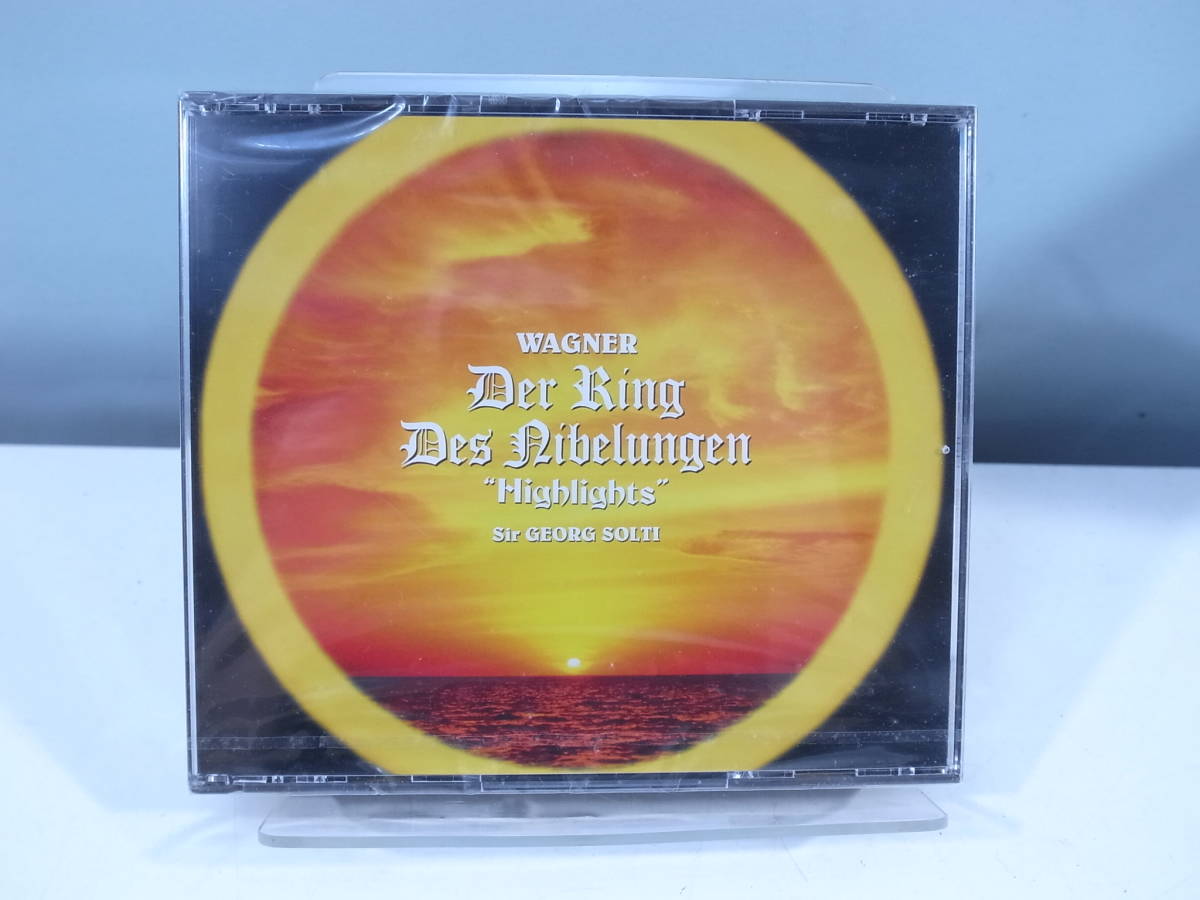 WAGNER
Der Ring
Des Nibelungen
"Highlights"
Sir GEORG SOLTI